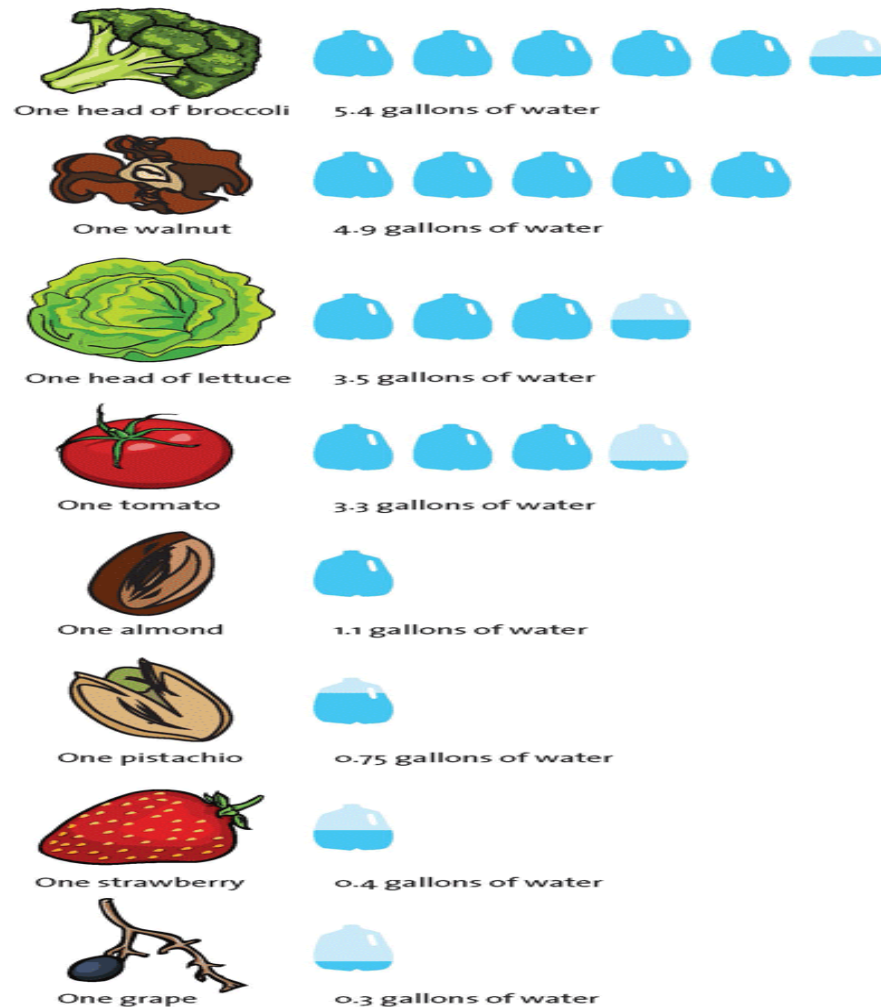 One head of broccoli 5.4 gallons of water
One walnut 4.9 gallons of water
One head of lettuce 3.5 gallons of water
One tomato 3.3 gallons of water
One almond 1.1 gallons of water
One pistachio 0.75 gallons of water
One strawberry 0.4 gallons of water
One grape 0.3 gallons of water